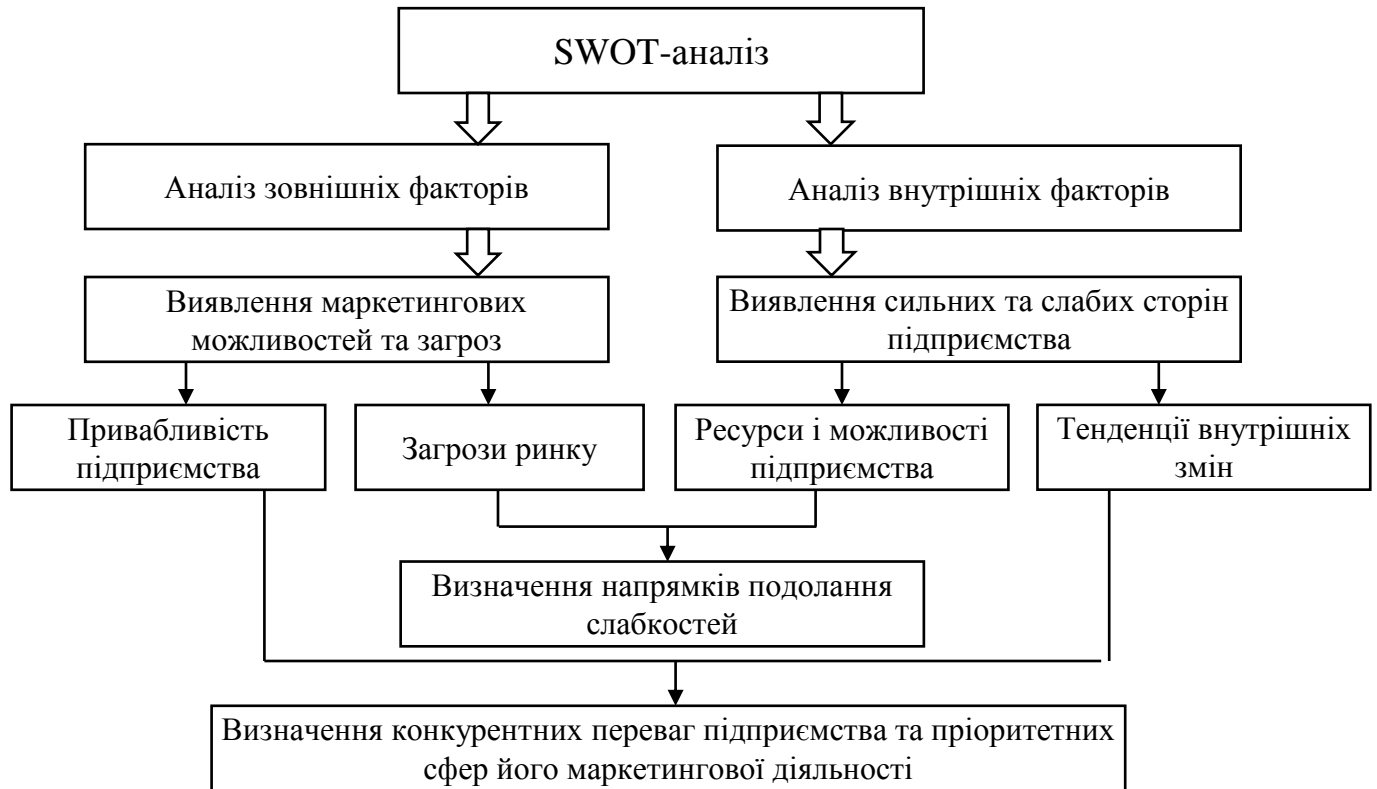 SWOT-аналіз
Аналіз зовнішніх факторів
Аналіз внутрішніх факторів
Виявлення маркетингових
можливостей та загроз
Виявлення сильних та слабих сторін
підприємства
Привабливість
підприємства
Загрози ринку
Ресурси і можливості
підприємства
Тенденції внутрішніх
змін
Визначення напрямків подолання
слабкостей
Визначення конкурентних переваг підприємства та пріоритетних
сфер його маркетингової діяльності